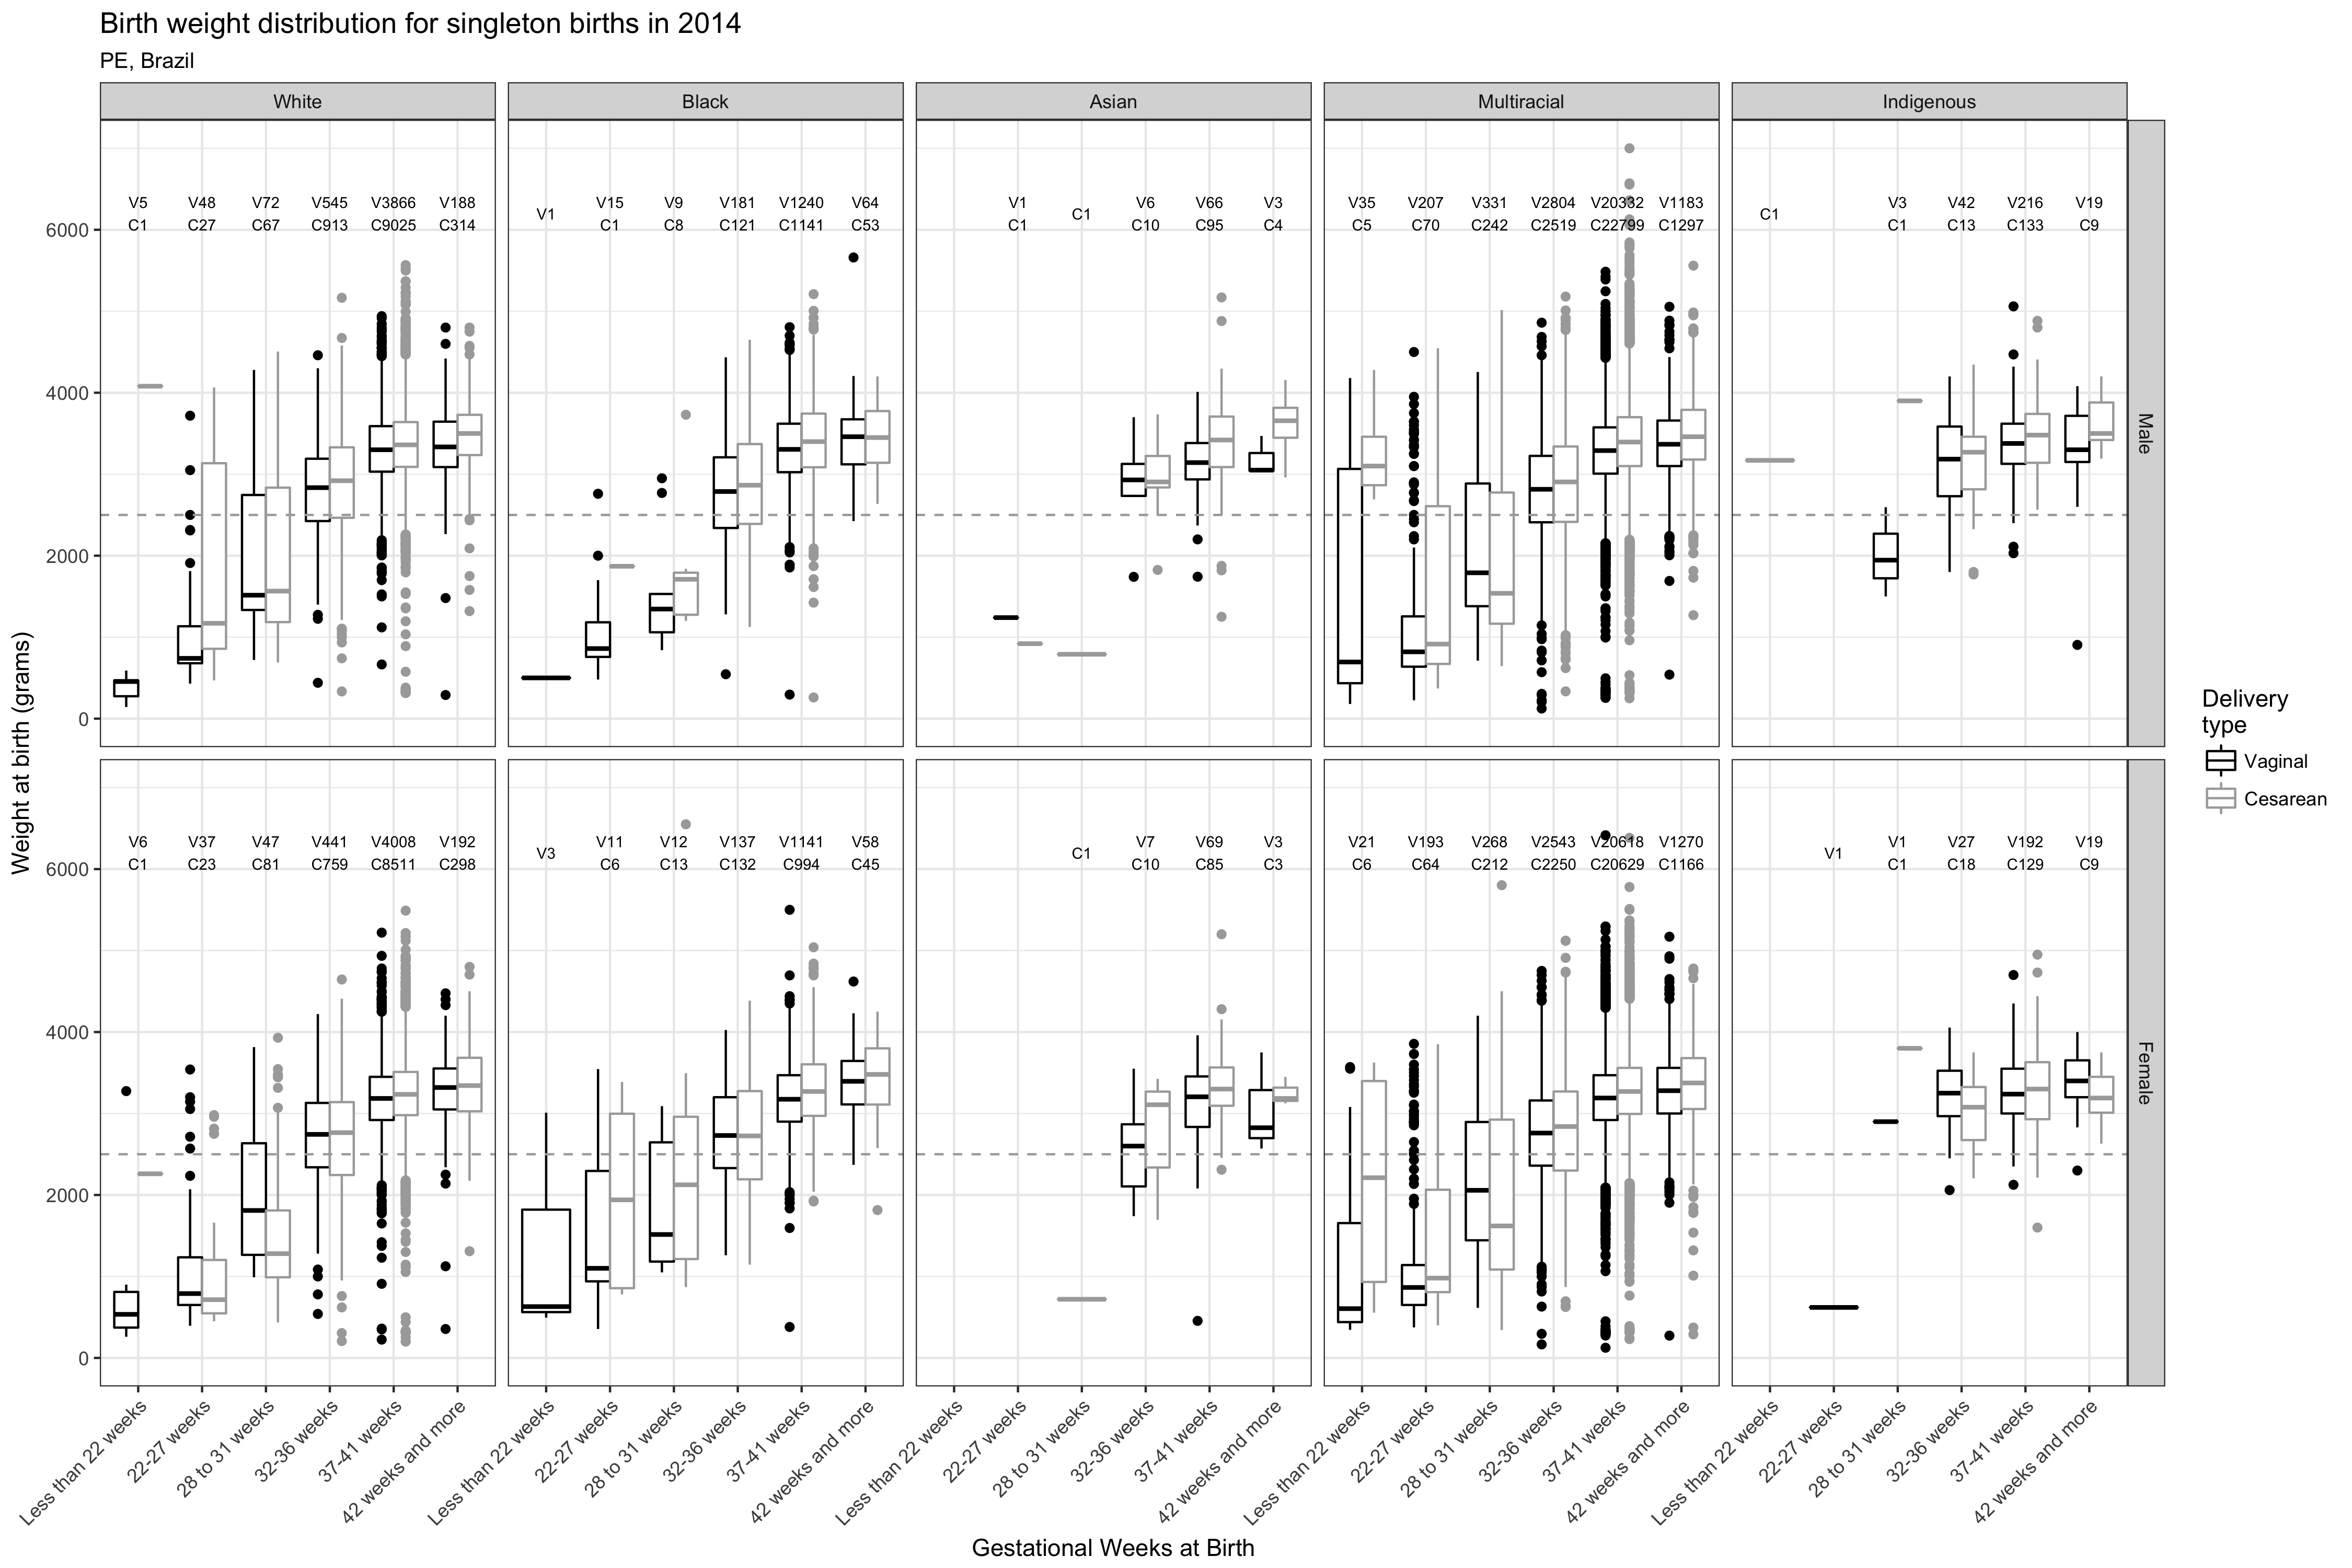 Birth weight distribution for singleton births in 2014
PE, Brazil
White Black Asian Multiracial Indigenous
V5 V48 V72 V545 V3866 V188 V1 V15 V9 V181 V1240 V64 V1 C1 V6 V66 V3 V35 V207 V331 V2804 V20332 V1183 C1 V3 V42 V216 V19
C1 C27 C67 C913 C9025 C314 C1 C8 C121 C1141 C53 C1 C10 C95 C4 C5 C70 C242 C2519 C22799 C1297 C1 C13 C133 C9
6000
4000
2000
0
Male
V6 V37 V47 V441 V4008 V192 V3 V11 V12 V137 V1141 V58 C1 V7 V69 V3 V21 V193 V268 V2543 V20618 V1270 V1 V1 V27 V192 V19
C1 C23 C81 C759 C8511 C298 C6 C13 C132 C994 C45 C10 C85 C3 C6 C64 C212 C2250 C20629 C1166 C1 C18 C129 C9
6000
4000
2000
0
Female
Weight at birth (grams)
Less than 22 weeks 22-27 weeks 28 to 31 weeks 32-36 weeks 37-41 weeks 42 weeks and more
Less than 22 weeks 22-27 weeks 28 to 31 weeks 32-36 weeks 37-41 weeks 42 weeks and more
Less than 22 weeks 22-27 weeks 28 to 31 weeks 32-36 weeks 37-41 weeks 42 weeks and more
Less than 22 weeks 22-27 weeks 28 to 31 weeks 32-36 weeks 37-41 weeks 42 weeks and more
Less than 22 weeks 22-27 weeks 28 to 31 weeks 32-36 weeks 37-41 weeks 42 weeks and more
Gestational Weeks at Birth
Delivery
type
Vaginal
Cesarean